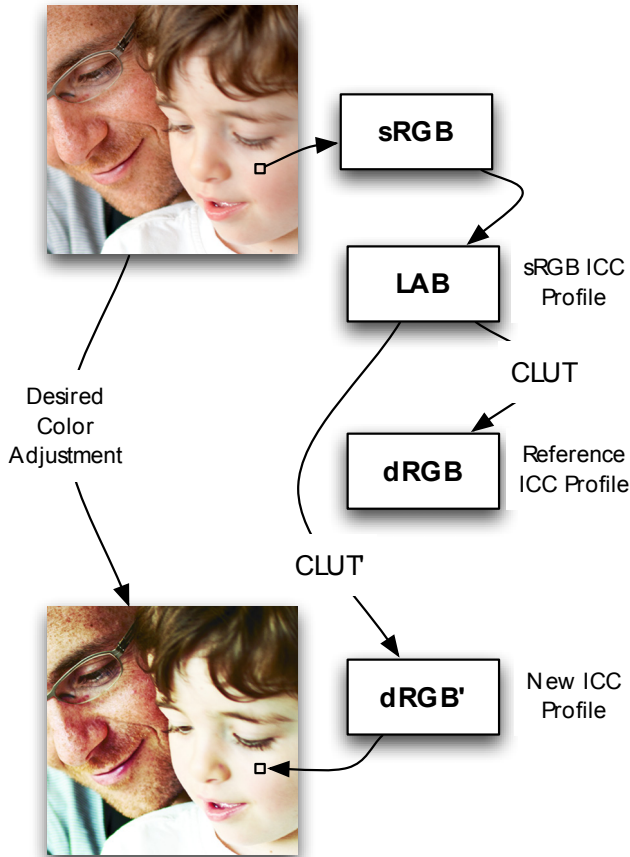 sRGB
LAB
sRGB ICC
Profile
CLUT
Desired
Color
Adjustment
dRGB
Reference
ICC Profile
CLUT'
dRGB'
New ICC
Profile